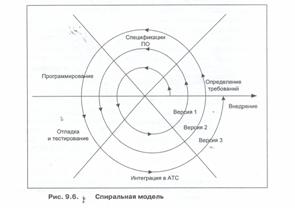 Спецификации
ПО
Программирование
Определение
требований
Внедрение
Версия 1
Версия 2
Версия 3
Отладка
и тестирование
Интеграция в АТС
Рис. 9.6. Спиральная модель